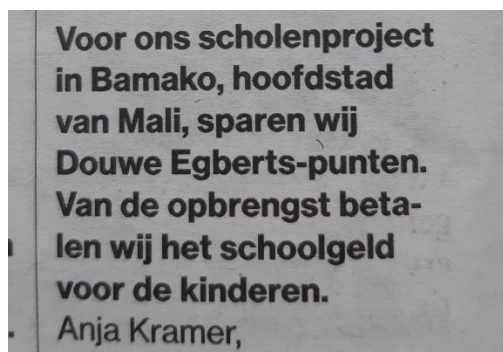 Voor ons scholenproject
in Bamako, hoofdstad
van Mali, sparen wij
Douwe Egberts-punten.
Van de opbrengst beta-
len wij het schoolgeld
voor de kinderen.
Anja Kramer,